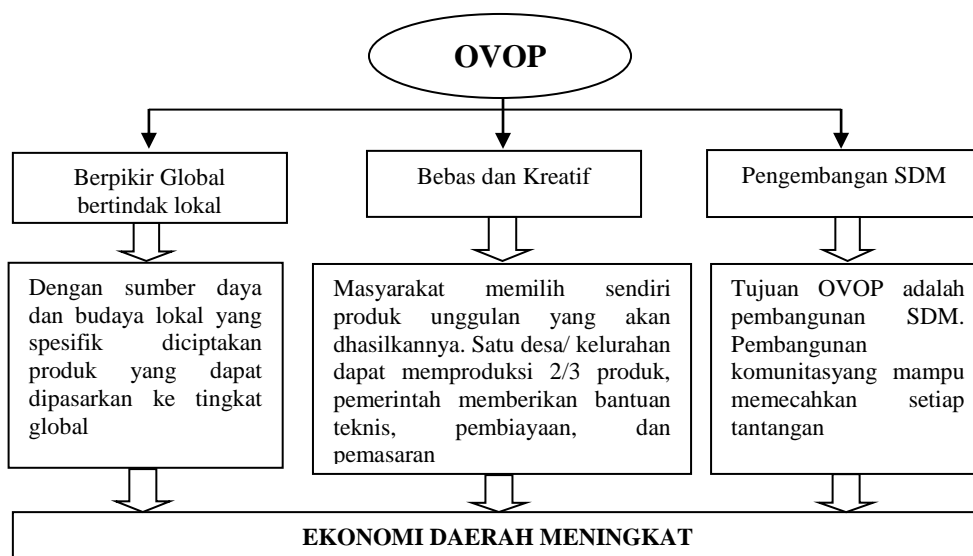 OVOP
Berpikir Global
bertindak lokal
Bebas dan Kreatif
Pengembangan SDM
Dengan sumber daya
dan budaya lokal yang
spesifik diciptakan
produk yang dapat
dipasarkan ke tingkat
global
Masyarakat memilih sendiri
produk unggulan yang akan
dhasilkannya. Satu desa/ kelurahan
dapat memproduksi 2/3 produk,
pemerintah memberikan bantuan
teknis, pembiayaan, dan
pemasaran
Tujuan OVOP adalah
pembangunan SDM.
Pembangunan
komunitasyang mampu
memecahkan setiap
tantangan
EKONOMI DAERAH MENINGKAT